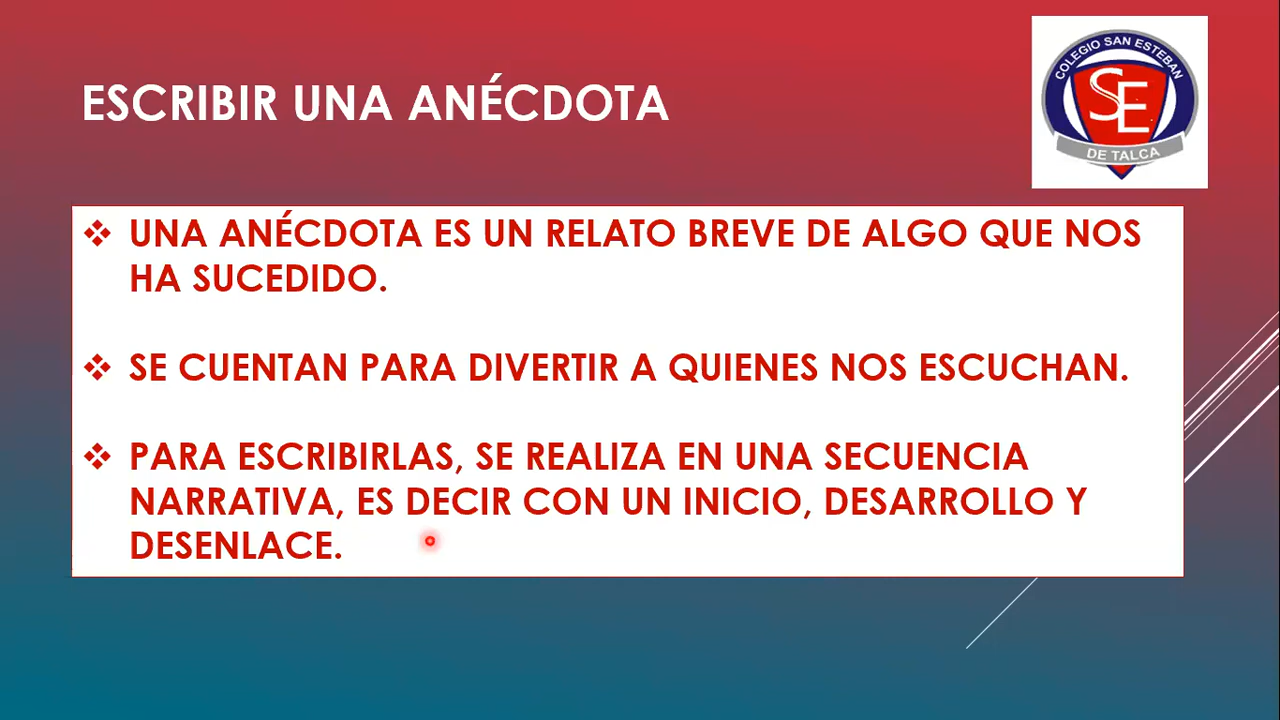 ESCRIBIR UNA ANÉCDOTA
COLEGIO SAN ESTEBAN
SE
DE TALCA
UNA ANÉCDOTA ES UN RELATO BREVE DE ALGO QUE NOS
HA SUCEDIDO.
SE CUENTAN PARA DIVERTIR A QUIENES NOS ESCUCHAN.
PARA ESCRIBIRLAS, SE REALIZA EN UNA SECUENCIA
NARRATIVA, ES DECIR CON UN INICIO, DESARROLLO Y
DESENLACE.